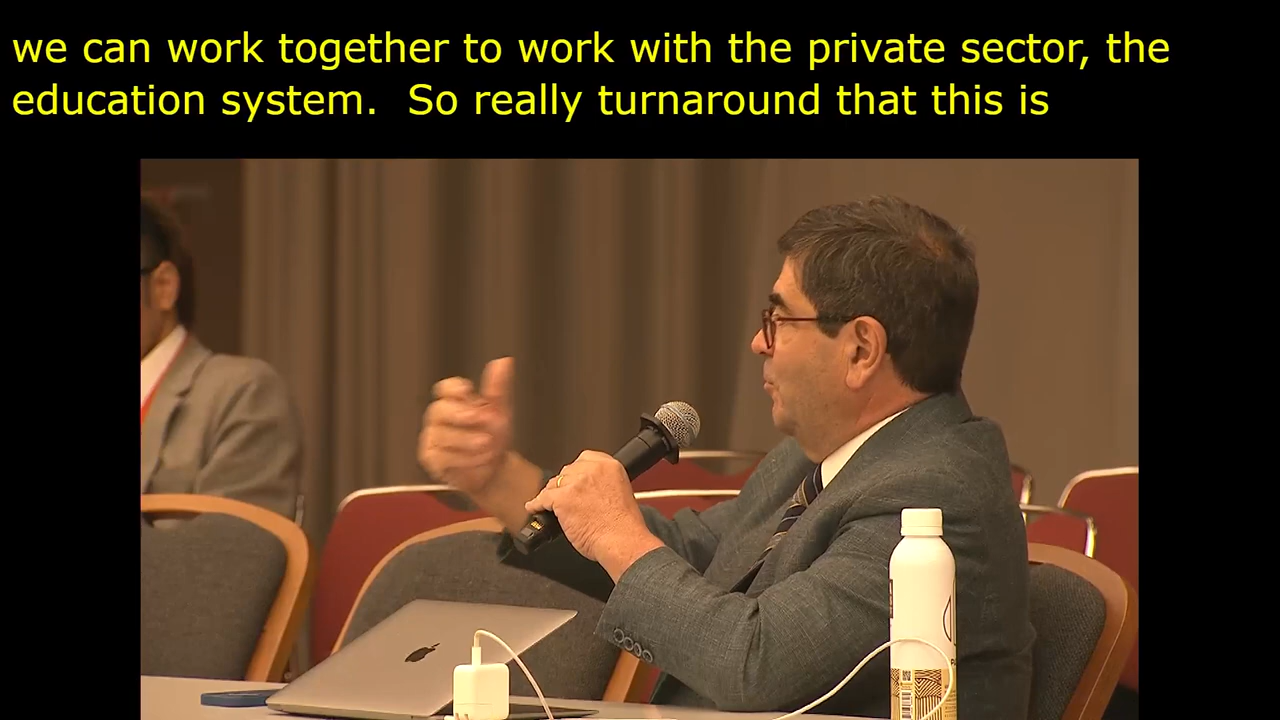 we can work together to work with the private sector, the
education system.  So really turnaround that this is